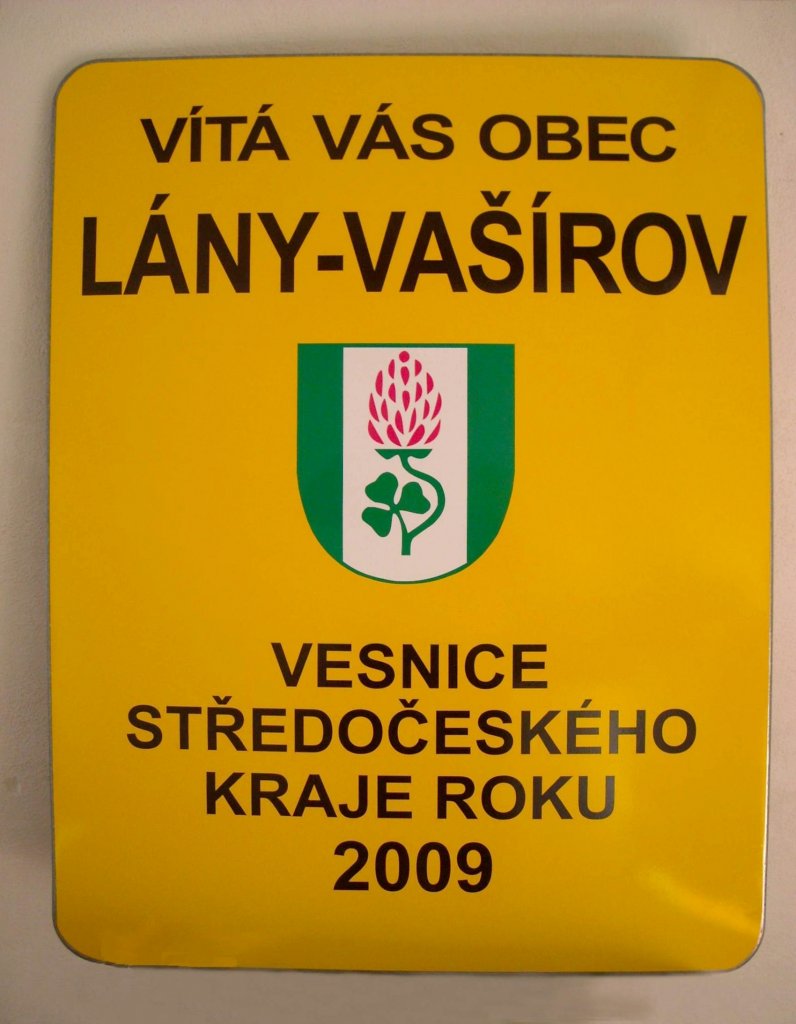 VÍTÁ VÁS OBEC
LÁNY-VAŠÍROV
VESNICE
STŘEDOČESKÉHO
KRAJE ROKU
2009